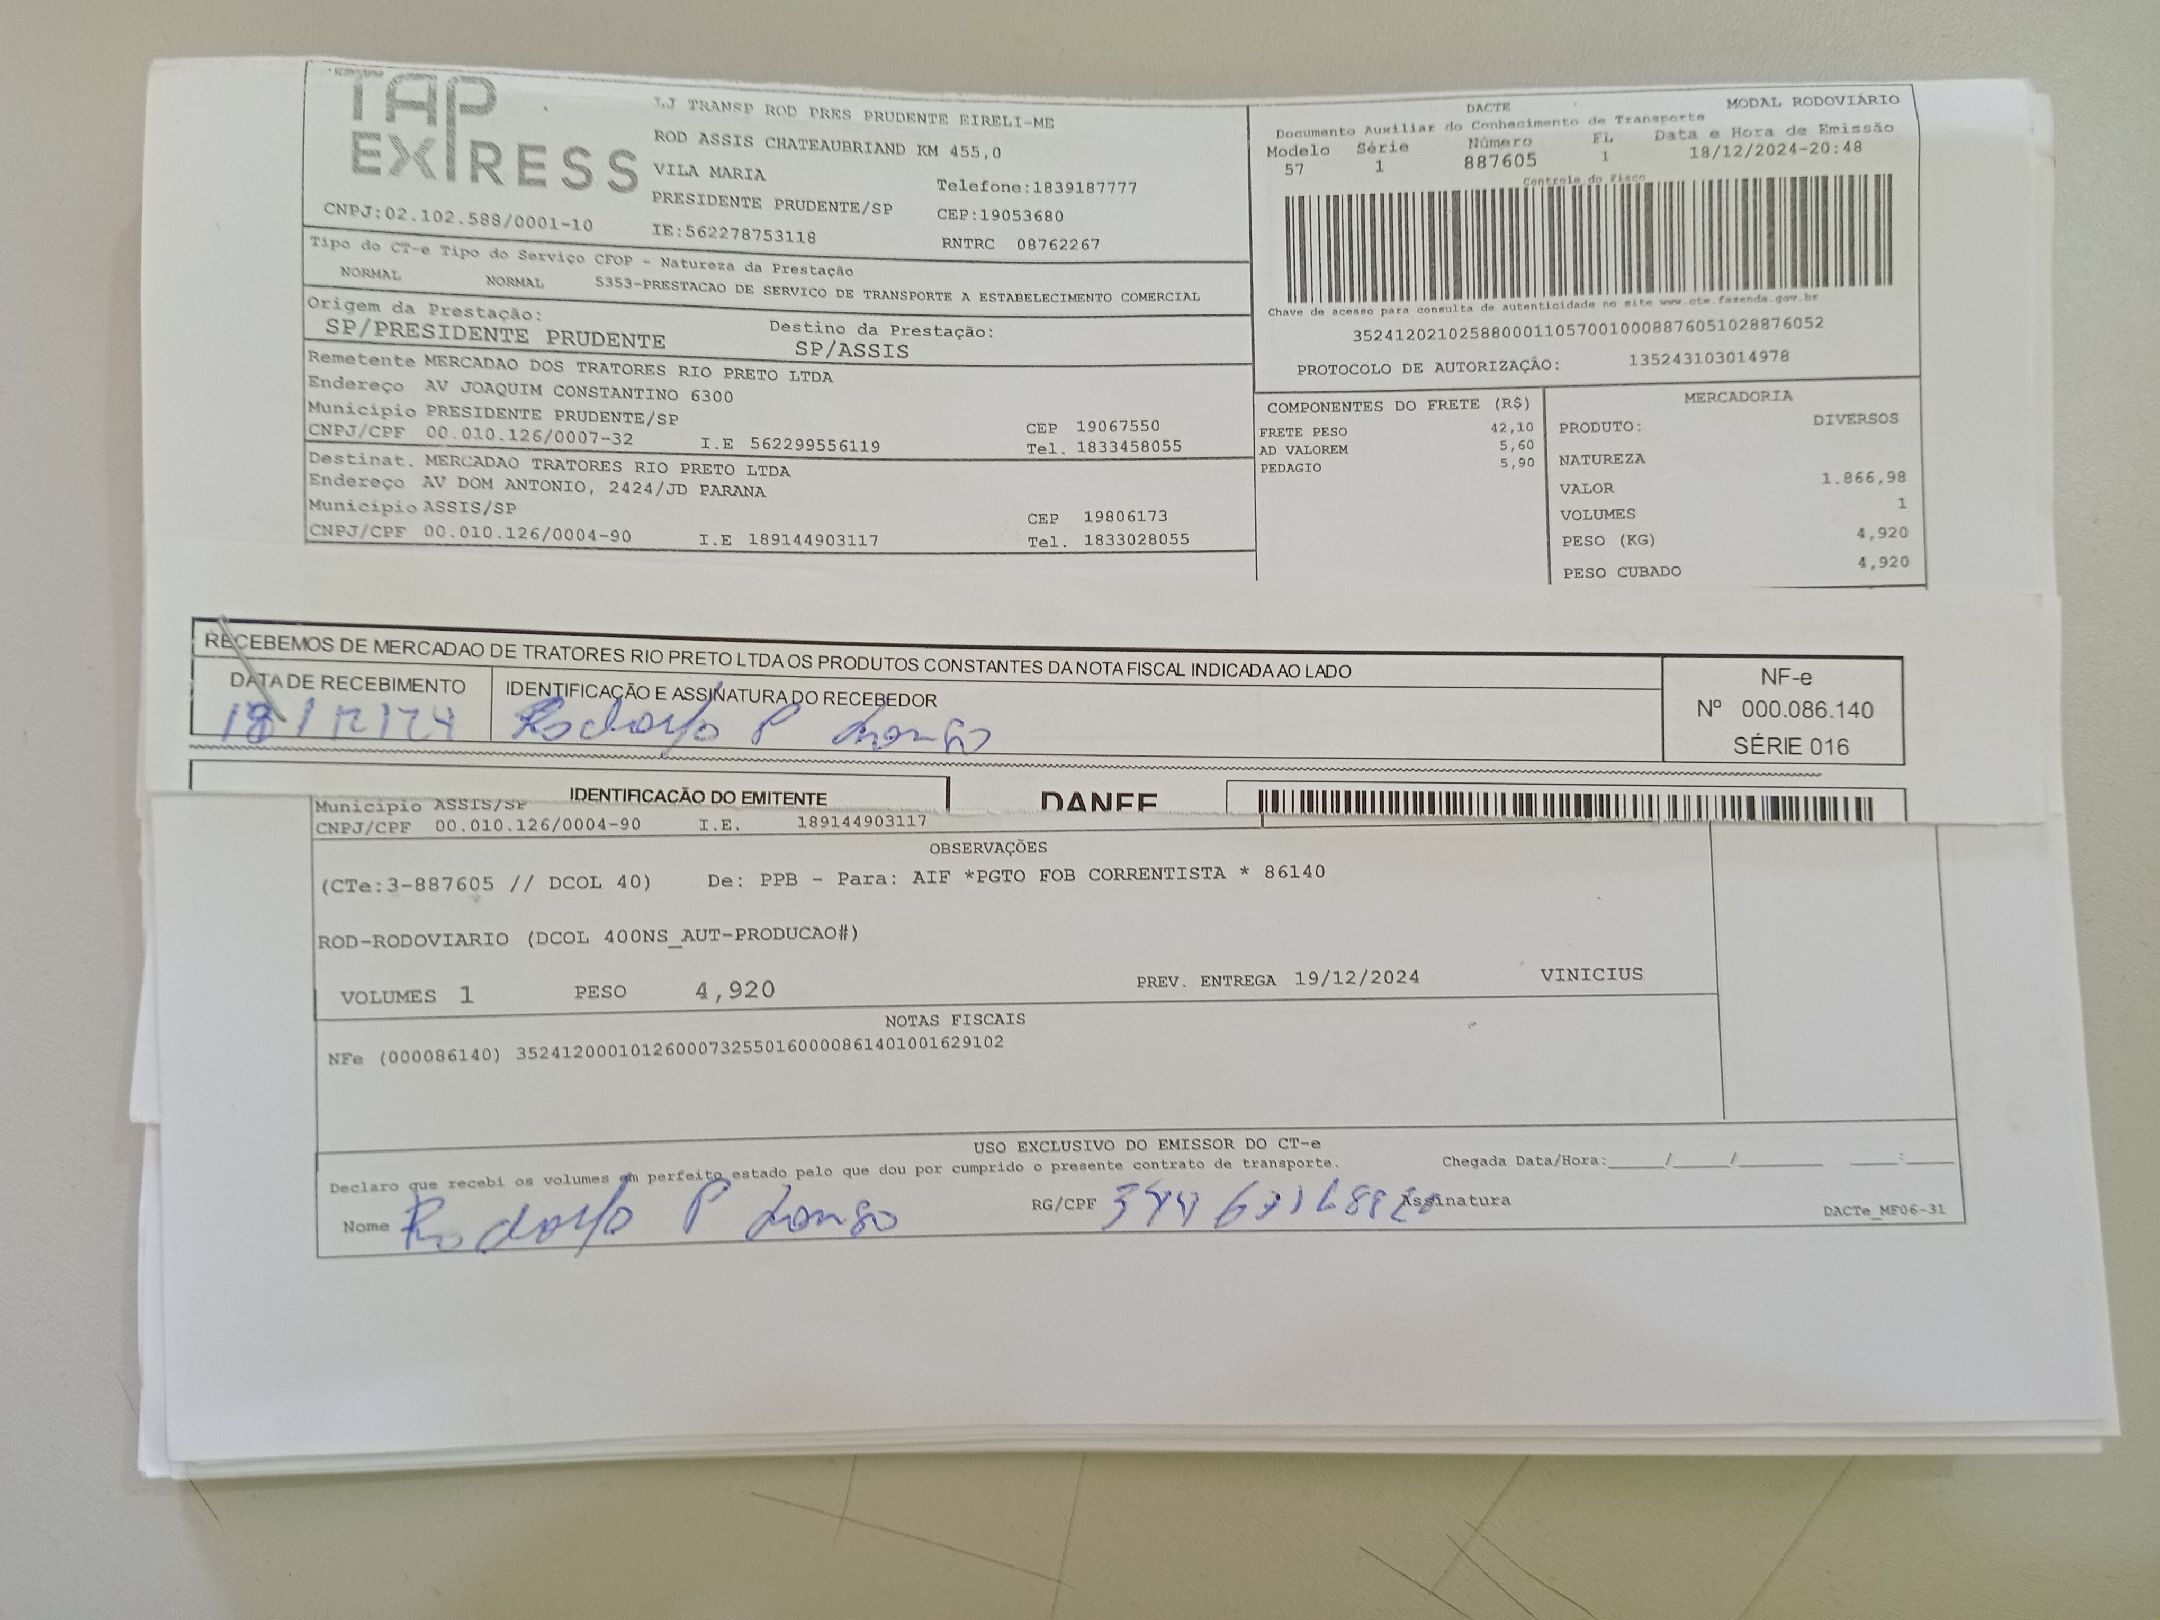 TAP
EXPRESS
LJ TRANSP ROD PRES PRUDENTE EIRELI-ME
ROD ASSIS CHATEAUBRIAND KM 455,0
VILA MARIA
Telefone:1839187777
PRESIDENTE PRUDENTE/SP
CEP:19053680
CNPJ:02.102.588/0001-10
IE:562278753118
RNTRC 08762267
DACTE
MODAL RODOVIÁRIO
Documento Auxiliar do Conhecimento de Transporte
Modelo Série Número FL Data e Hora de Emissão
57 1 887605 1 18/12/2024-20:48
Controle do Fisco
Chave de acesso para consulta de autenticidade no site www.cte.fazenda.gov.br
35241202102588000110570010008876051028876052
PROTOCOLO DE AUTORIZAÇÃO: 135243103014978
Tipo do CT-e Tipo do Serviço CFOP - Natureza da Prestação
NORMAL NORMAL 5353-PRESTACAO DE SERVICO DE TRANSPORTE A ESTABELECIMENTO COMERCIAL
Origem da Prestação: Destino da Prestação:
SP/PRESIDENTE PRUDENTE SP/ASSIS
Remetente MERCADAO DOS TRATORES RIO PRETO LTDA
Endereço AV JOAQUIM CONSTANTINO 6300
Município PRESIDENTE PRUDENTE/SP CEP 19067550
CNPJ/CPF 00.010.126/0007-32 I.E 562299556119 Tel. 1833458055
Destinat. MERCADAO TRATORES RIO PRETO LTDA
Endereço AV DOM ANTONIO, 2424/JD PARANA
Município ASSIS/SP CEP 19806173
CNPJ/CPF 00.010.126/0004-90 I.E 189144903117 Tel. 1833028055
COMPONENTES DO FRETE (R$)
FRETE PESO 42,10
AD VALOREM 5,60
PEDAGIO 5,90
MERCADORIA
PRODUTO: DIVERSOS
NATUREZA
VALOR 1.866,98
VOLUMES 1
PESO (KG) 4,920
PESO CUBADO 4,920
RECEBEMOS DE MERCADAO DE TRATORES RIO PRETO LTDA OS PRODUTOS CONSTANTES DA NOTA FISCAL INDICADA AO LADO
DATA DE RECEBIMENTO IDENTIFICAÇÃO E ASSINATURA DO RECEBEDOR
18/12/24 Rodolfo P
NF-e
Nº 000.086.140
SÉRIE 016
IDENTIFICAÇÃO DO EMITENTE
DANFE
Município ASSIS/SP
CNPJ/CPF 00.010.126/0004-90 I.E. 189144903117
OBSERVAÇÕES
(CTe:3-887605 // DCOL 40) De: PPB - Para: AIF *PGTO FOB CORRENTISTA * 86140
ROD-RODOVIARIO (DCOL 400NS_AUT-PRODUCAO#)
VOLUMES 1 PESO 4,920 PREV. ENTREGA 19/12/2024 VINICIUS
NOTAS FISCAIS
NFe (000086140) 35241200010126000732550160000861401001629102
USO EXCLUSIVO DO EMISSOR DO CT-e
Declaro que recebi os volumes em perfeito estado pelo que dou por cumprido o presente contrato de transporte.
Chegada Data/Hora:_____/_____/_______ ____:____
Nome Rodolfo P
RG/CPF
Assinatura
DACTe_MF06-31